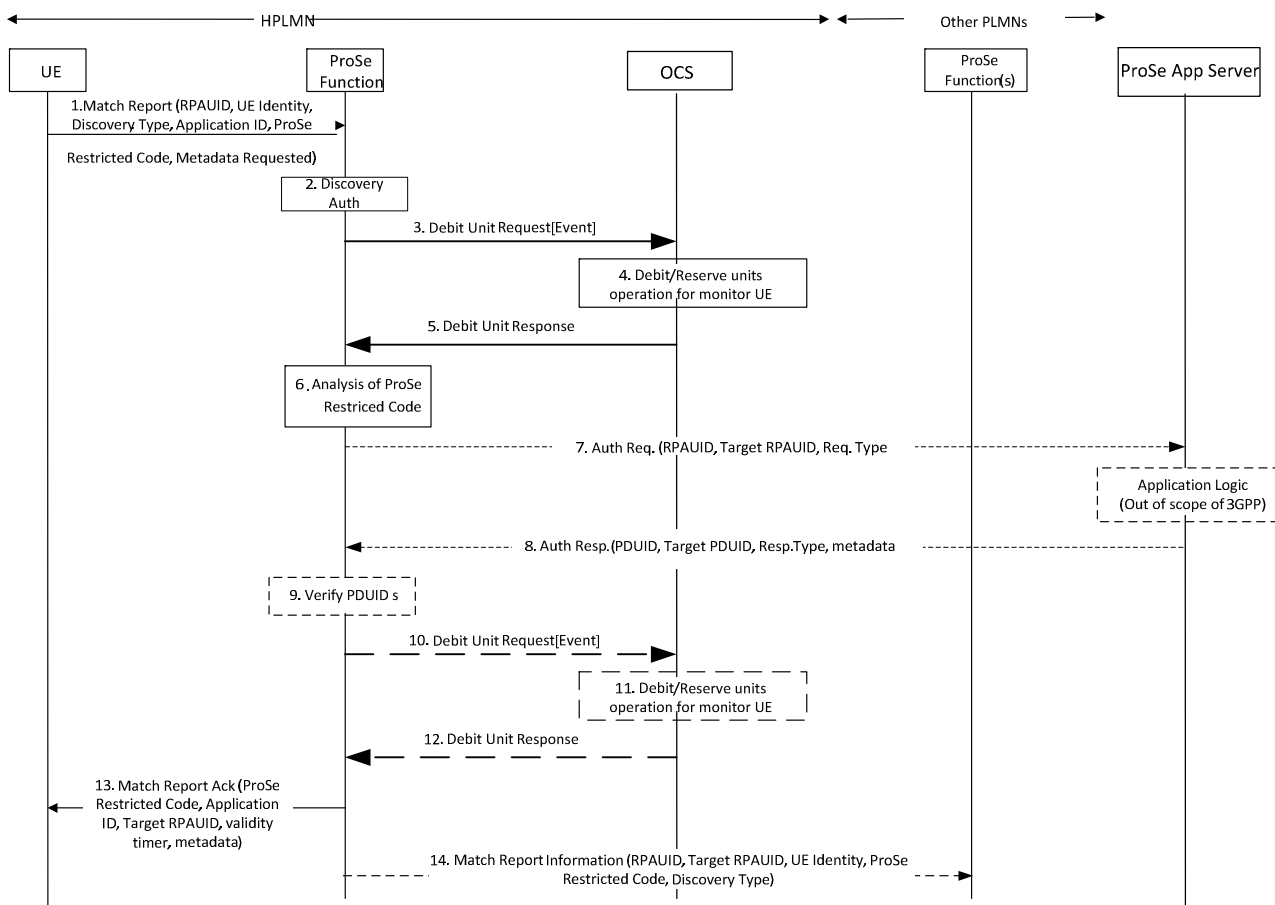 HPLMN
Other PLMNs
UE
ProSe
Function
OCS
ProSe
Function(s)
ProSe App Server
1.Match Report (RPAUID, UE Identity,
Discovery Type, Application ID, ProSe
Restricted Code, Metadata Requested)
2. Discovery
Auth
3. Debit Unit Request[Event]
4. Debit/Reserve units
operation for monitor UE
5. Debit Unit Response
6. Analysis of ProSe
Restriced Code
7. Auth Req. (RPAUID, Target RPAUID, Req. Type
Application Logic
(Out of scope of 3GPP)
8. Auth Resp. (PDUID, Target PDUID, Resp.Type, metadata
9. Verify PDUID s
10. Debit Unit Request[Event]
11. Debit/Reserve units
operation for monitor UE
12. Debit Unit Response
13. Match Report Ack (ProSe
Restricted Code, Application
ID, Target RPAUID, validity
timer, metadata)
14. Match Report Information (RPAUID, Target RPAUID, UE Identity, ProSe
Restricted Code, Discovery Type)